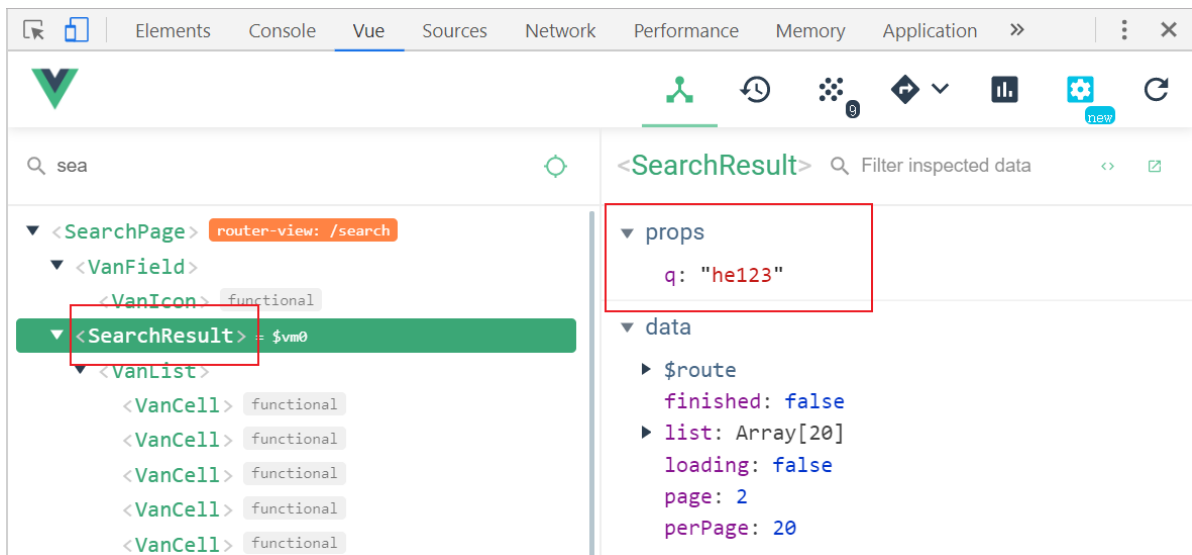 Elements Console Vue Sources Network Performance Memory Application »
9
new
sea
<SearchResult> Filter inspected data <>
<SearchPage> router-view: /search
<VanField>
<VanIcon> functional
<SearchResult> = $vm0
<VanList>
<VanCell> functional
<VanCell> functional
<VanCell> functional
<VanCell> functional
<VanCell> functional
props
q: "he123"
data
$route
finished: false
list: Array[20]
loading: false
page: 2
perPage: 20